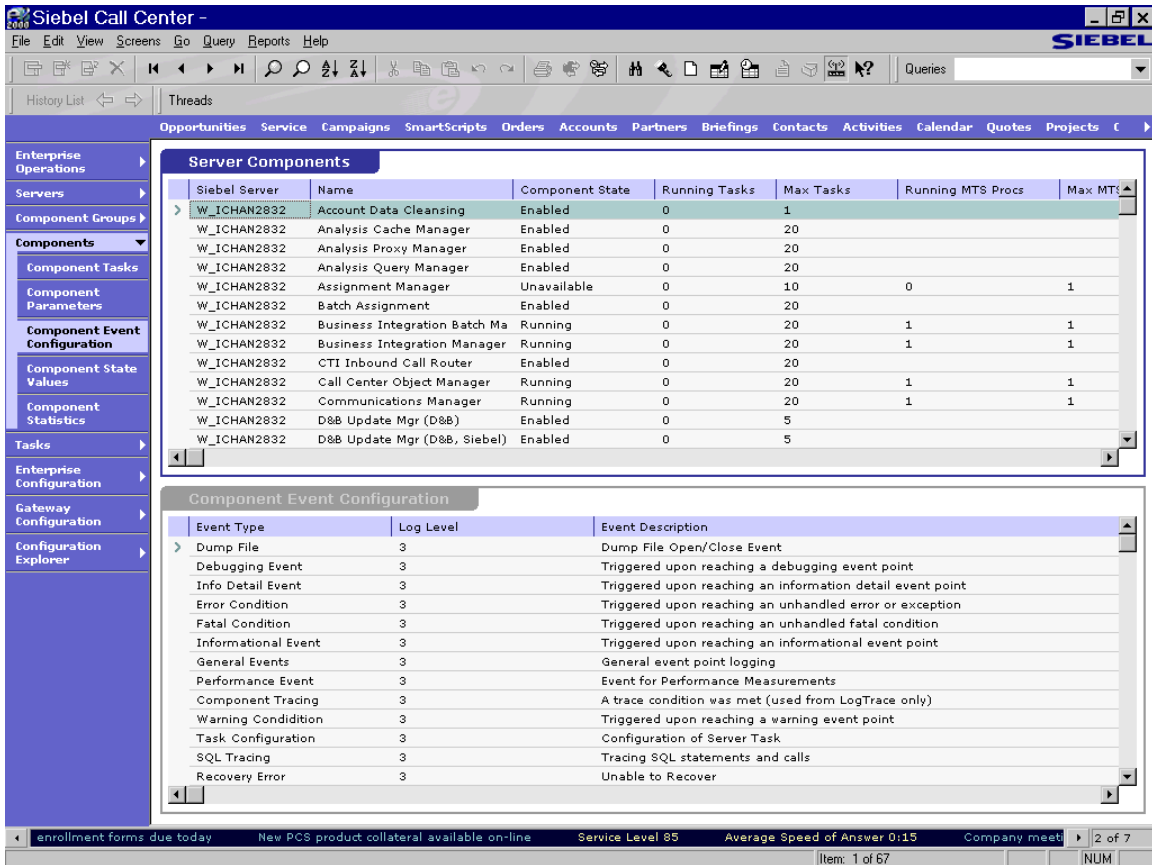 Siebel Call Center -
File Edit View Screens Go Query Reports Help
SIEBEL
Queries
History List Threads
Opportunities Service Campaigns SmartScripts Orders Accounts Partners Briefings Contacts Activities Calendar Quotes Projects
Enterprise Operations
Servers
Component Groups
Components
Component Tasks
Component Parameters
Component Event Configuration
Component State Values
Component Statistics
Tasks
Enterprise Configuration
Gateway Configuration
Configuration Explorer
Server Components
Siebel Server Name Component State Running Tasks Max Tasks Running MTS Procs Max MTS
W_ICHAN2832 Account Data Cleansing Enabled 0 1
W_ICHAN2832 Analysis Cache Manager Enabled 0 20
W_ICHAN2832 Analysis Proxy Manager Enabled 0 20
W_ICHAN2832 Analysis Query Manager Enabled 0 20
W_ICHAN2832 Assignment Manager Unavailable 0 10 0 1
W_ICHAN2832 Batch Assignment Enabled 0 20
W_ICHAN2832 Business Integration Batch Ma Running 0 20 1 1
W_ICHAN2832 Business Integration Manager Running 0 20 1 1
W_ICHAN2832 CTI Inbound Call Router Enabled 0 20
W_ICHAN2832 Call Center Object Manager Running 0 20 1 1
W_ICHAN2832 Communications Manager Running 0 20 1 1
W_ICHAN2832 D&B Update Mgr (D&B) Enabled 0 5
W_ICHAN2832 D&B Update Mgr (D&B, Siebel) Enabled 0 5
Component Event Configuration
Event Type Log Level Event Description
Dump File 3 Dump File Open/Close Event
Debugging Event 3 Triggered upon reaching a debugging event point
Info Detail Event 3 Triggered upon reaching an information detail event point
Error Condition 3 Triggered upon reaching an unhandled error or exception
Fatal Condition 3 Triggered upon reaching an unhandled fatal condition
Informational Event 3 Triggered upon reaching an informational event point
General Events 3 General event point logging
Performance Event 3 Event for Performance Measurements
Component Tracing 3 A trace condition was met (used from LogTrace only)
Warning Condidition 3 Triggered upon reaching a warning event point
Task Configuration 3 Configuration of Server Task
SQL Tracing 3 Tracing SQL statements and calls
Recovery Error 3 Unable to Recover
enrollment forms due today New PCS product collateral available on-line Service Level 85 Average Speed of Answer 0:15 Company meeti 2 of 7
Item: 1 of 67 NUM